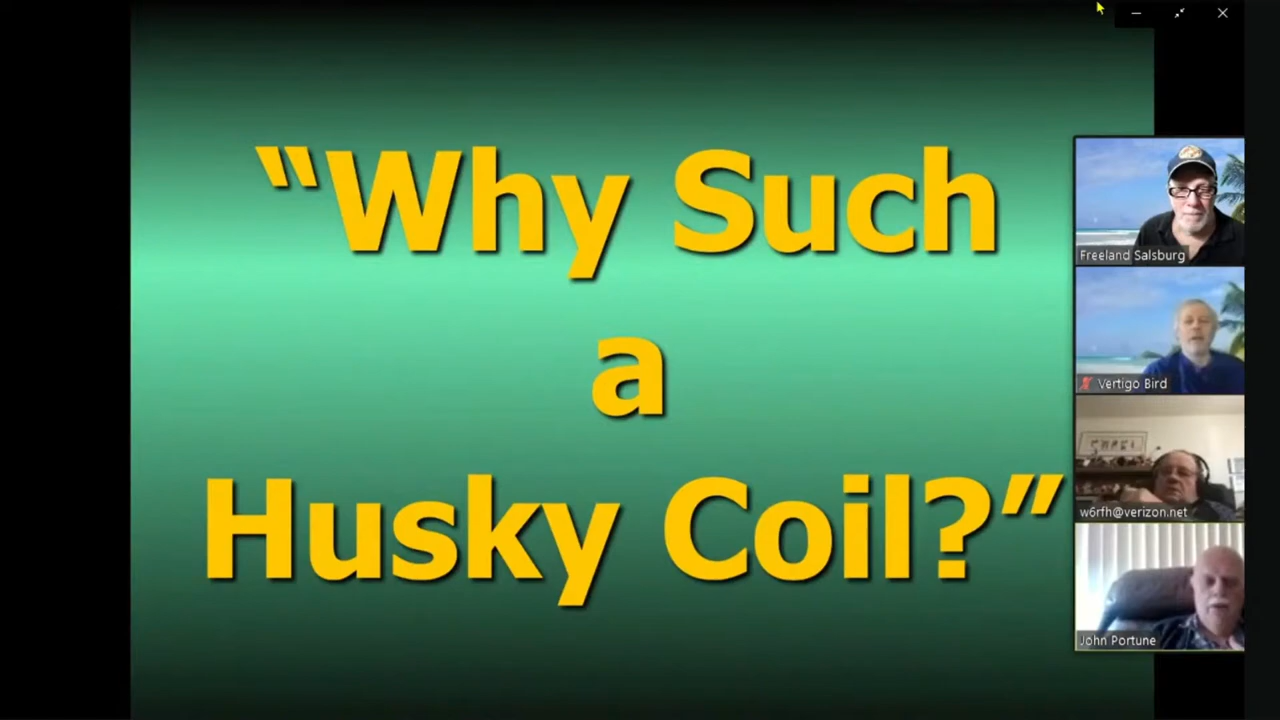 “Why Such
a
Husky Coil?”
Freeland Salsburg
Vertigo Bird
w6rfh@verizon.net
John Portune